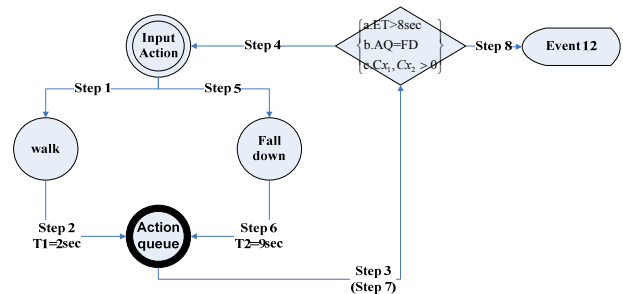 Input
Action
Step 4
a.ET>8sec
b.AQ=FD
c.Cx₁,Cx₂ > 0
Step 8
Event 12
Step 1
Step 5
walk
Fall
down
Step 2
T1=2sec
Action
queue
Step 6
T2=9sec
Step 3
(Step 7)